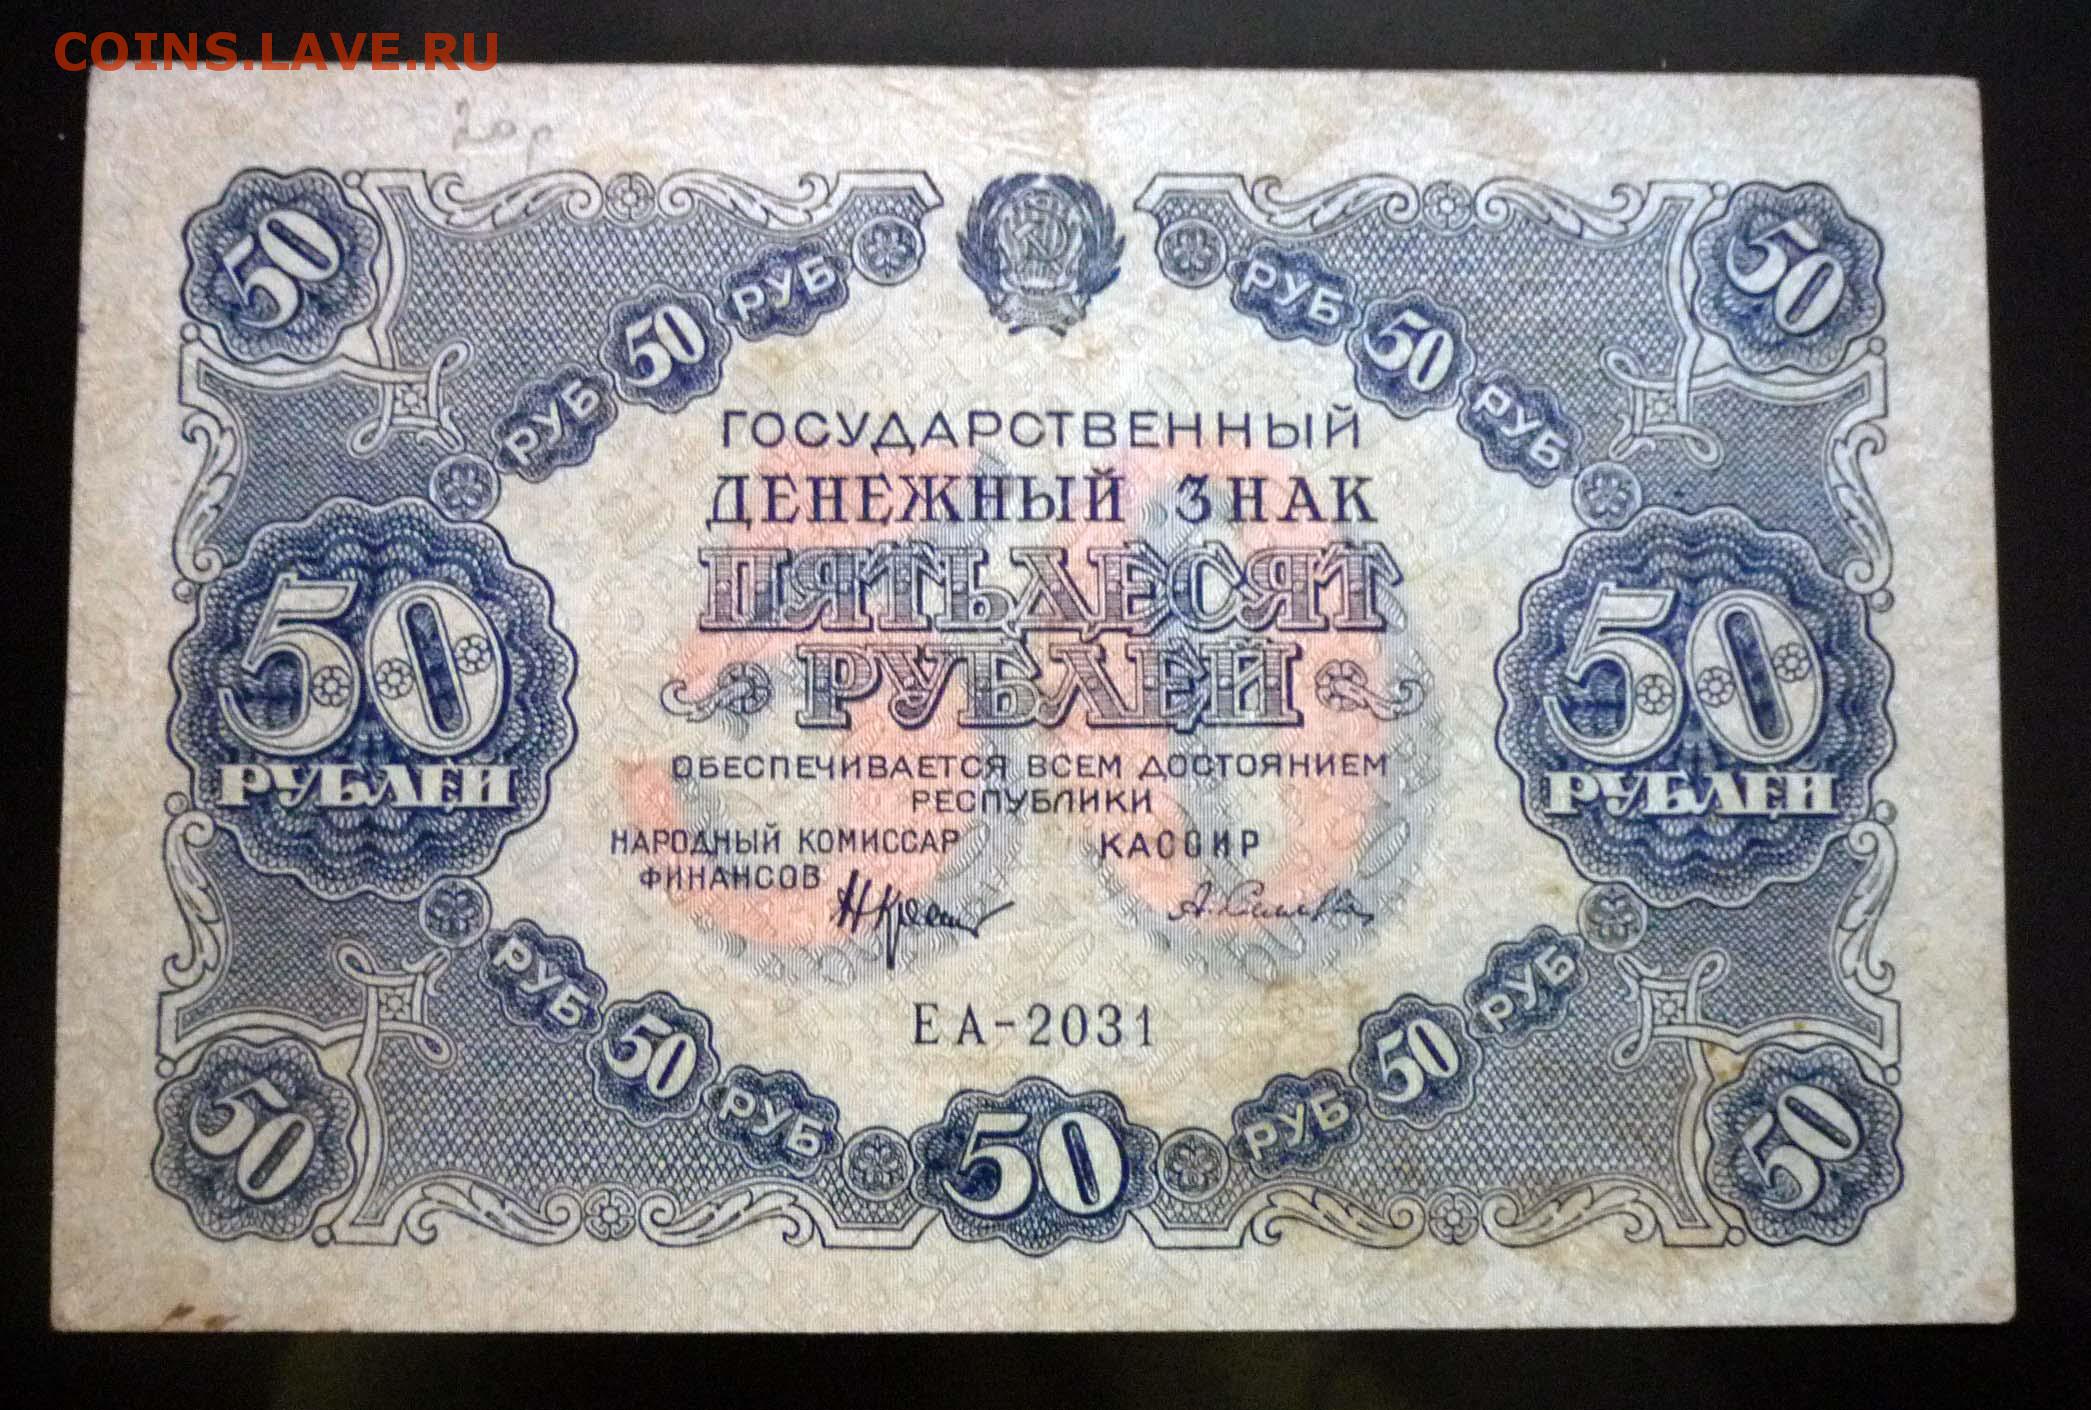 COINS.LAVE.RU
20р
50 50
РУБ 50 РУБ РУБ 50 РУБ
ГОСУДАРСТВЕННЫЙ
ДЕНЕЖНЫЙ ЗНАК
ПЯТЬДЕСЯТ
РУБЛЕЙ
50 50
РУБЛЕЙ РУБЛЕЙ
ОБЕСПЕЧИВАЕТСЯ ВСЕМ ДОСТОЯНИЕМ
РЕСПУБЛИКИ
НАРОДНЫЙ КОМИССАР КАССИР
ФИНАНСОВ
ЕА-2031
РУБ 50 РУБ РУБ 50 РУБ
50 50 50